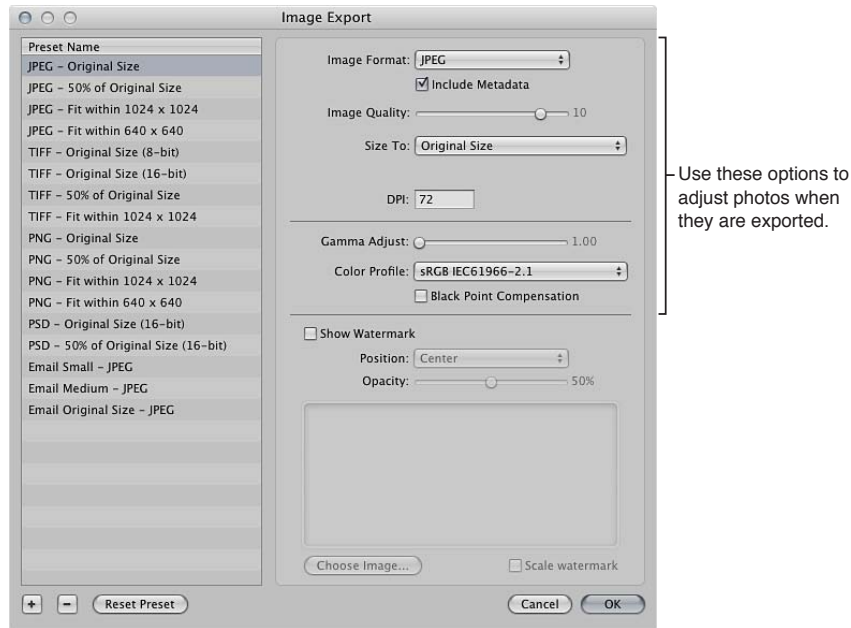 Image Export
Preset Name
JPEG – Original Size
JPEG – 50% of Original Size
JPEG – Fit within 1024 x 1024
JPEG – Fit within 640 x 640
TIFF – Original Size (8-bit)
TIFF – Original Size (16-bit)
TIFF – 50% of Original Size
TIFF – Fit within 1024 x 1024
PNG – Original Size
PNG – 50% of Original Size
PNG – Fit within 1024 x 1024
PNG – Fit within 640 x 640
PSD – Original Size (16-bit)
PSD – 50% of Original Size (16-bit)
Email Small – JPEG
Email Medium – JPEG
Email Original Size – JPEG
+ – Reset Preset
Image Format: JPEG
Include Metadata
Image Quality: 10
Size To: Original Size
DPI: 72
Gamma Adjust: 1.00
Color Profile: sRGB IEC61966-2.1
Black Point Compensation
Show Watermark
Position: Center
Opacity: 50%
Choose Image... Scale watermark
Cancel OK
Use these options to
adjust photos when
they are exported.